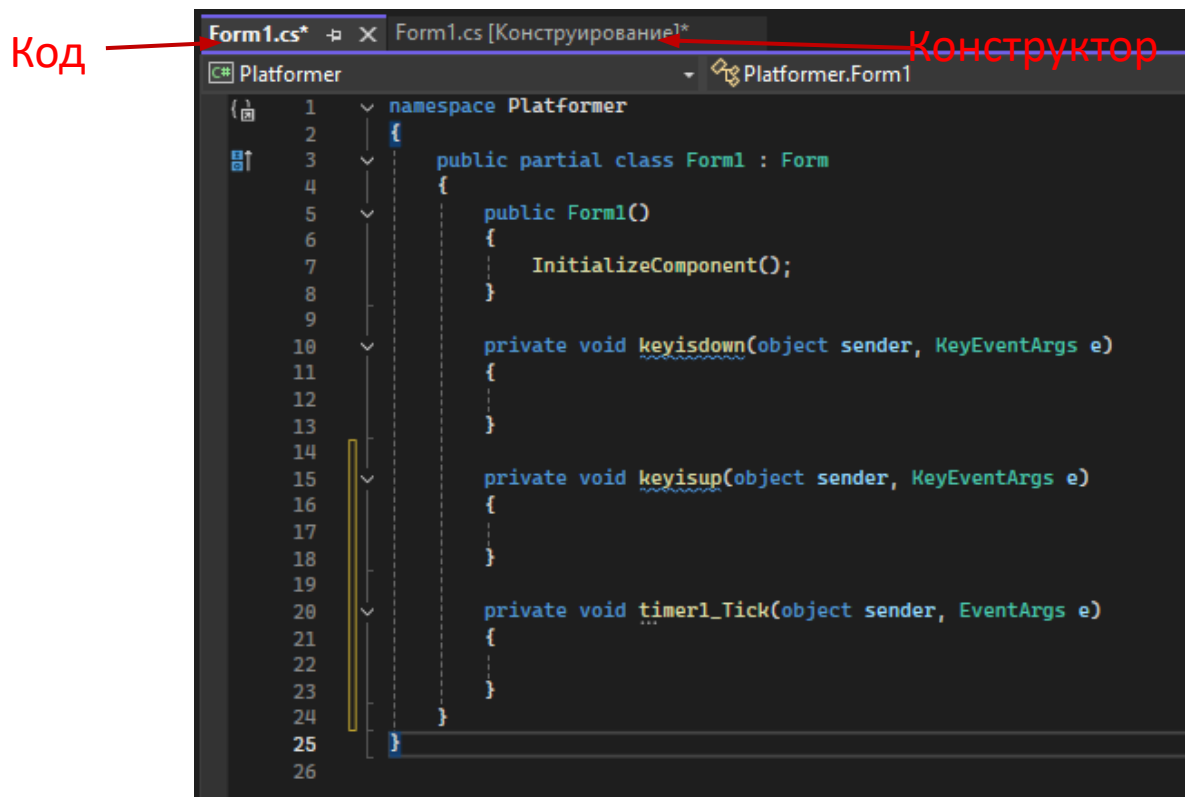 Form1.cs* Form1.cs [Конструирование]*
Код
Конструктор
C# Platformer Platformer.Form1
1 namespace Platformer
2 {
3 public partial class Form1 : Form
4 {
5 public Form1()
6 {
7 InitializeComponent();
8 }
9
10 private void keyisdown(object sender, KeyEventArgs e)
11 {
12
13 }
14
15 private void keyisup(object sender, KeyEventArgs e)
16 {
17
18 }
19
20 private void timer1_Tick(object sender, EventArgs e)
21 {
22
23 }
24 }
25 }
26